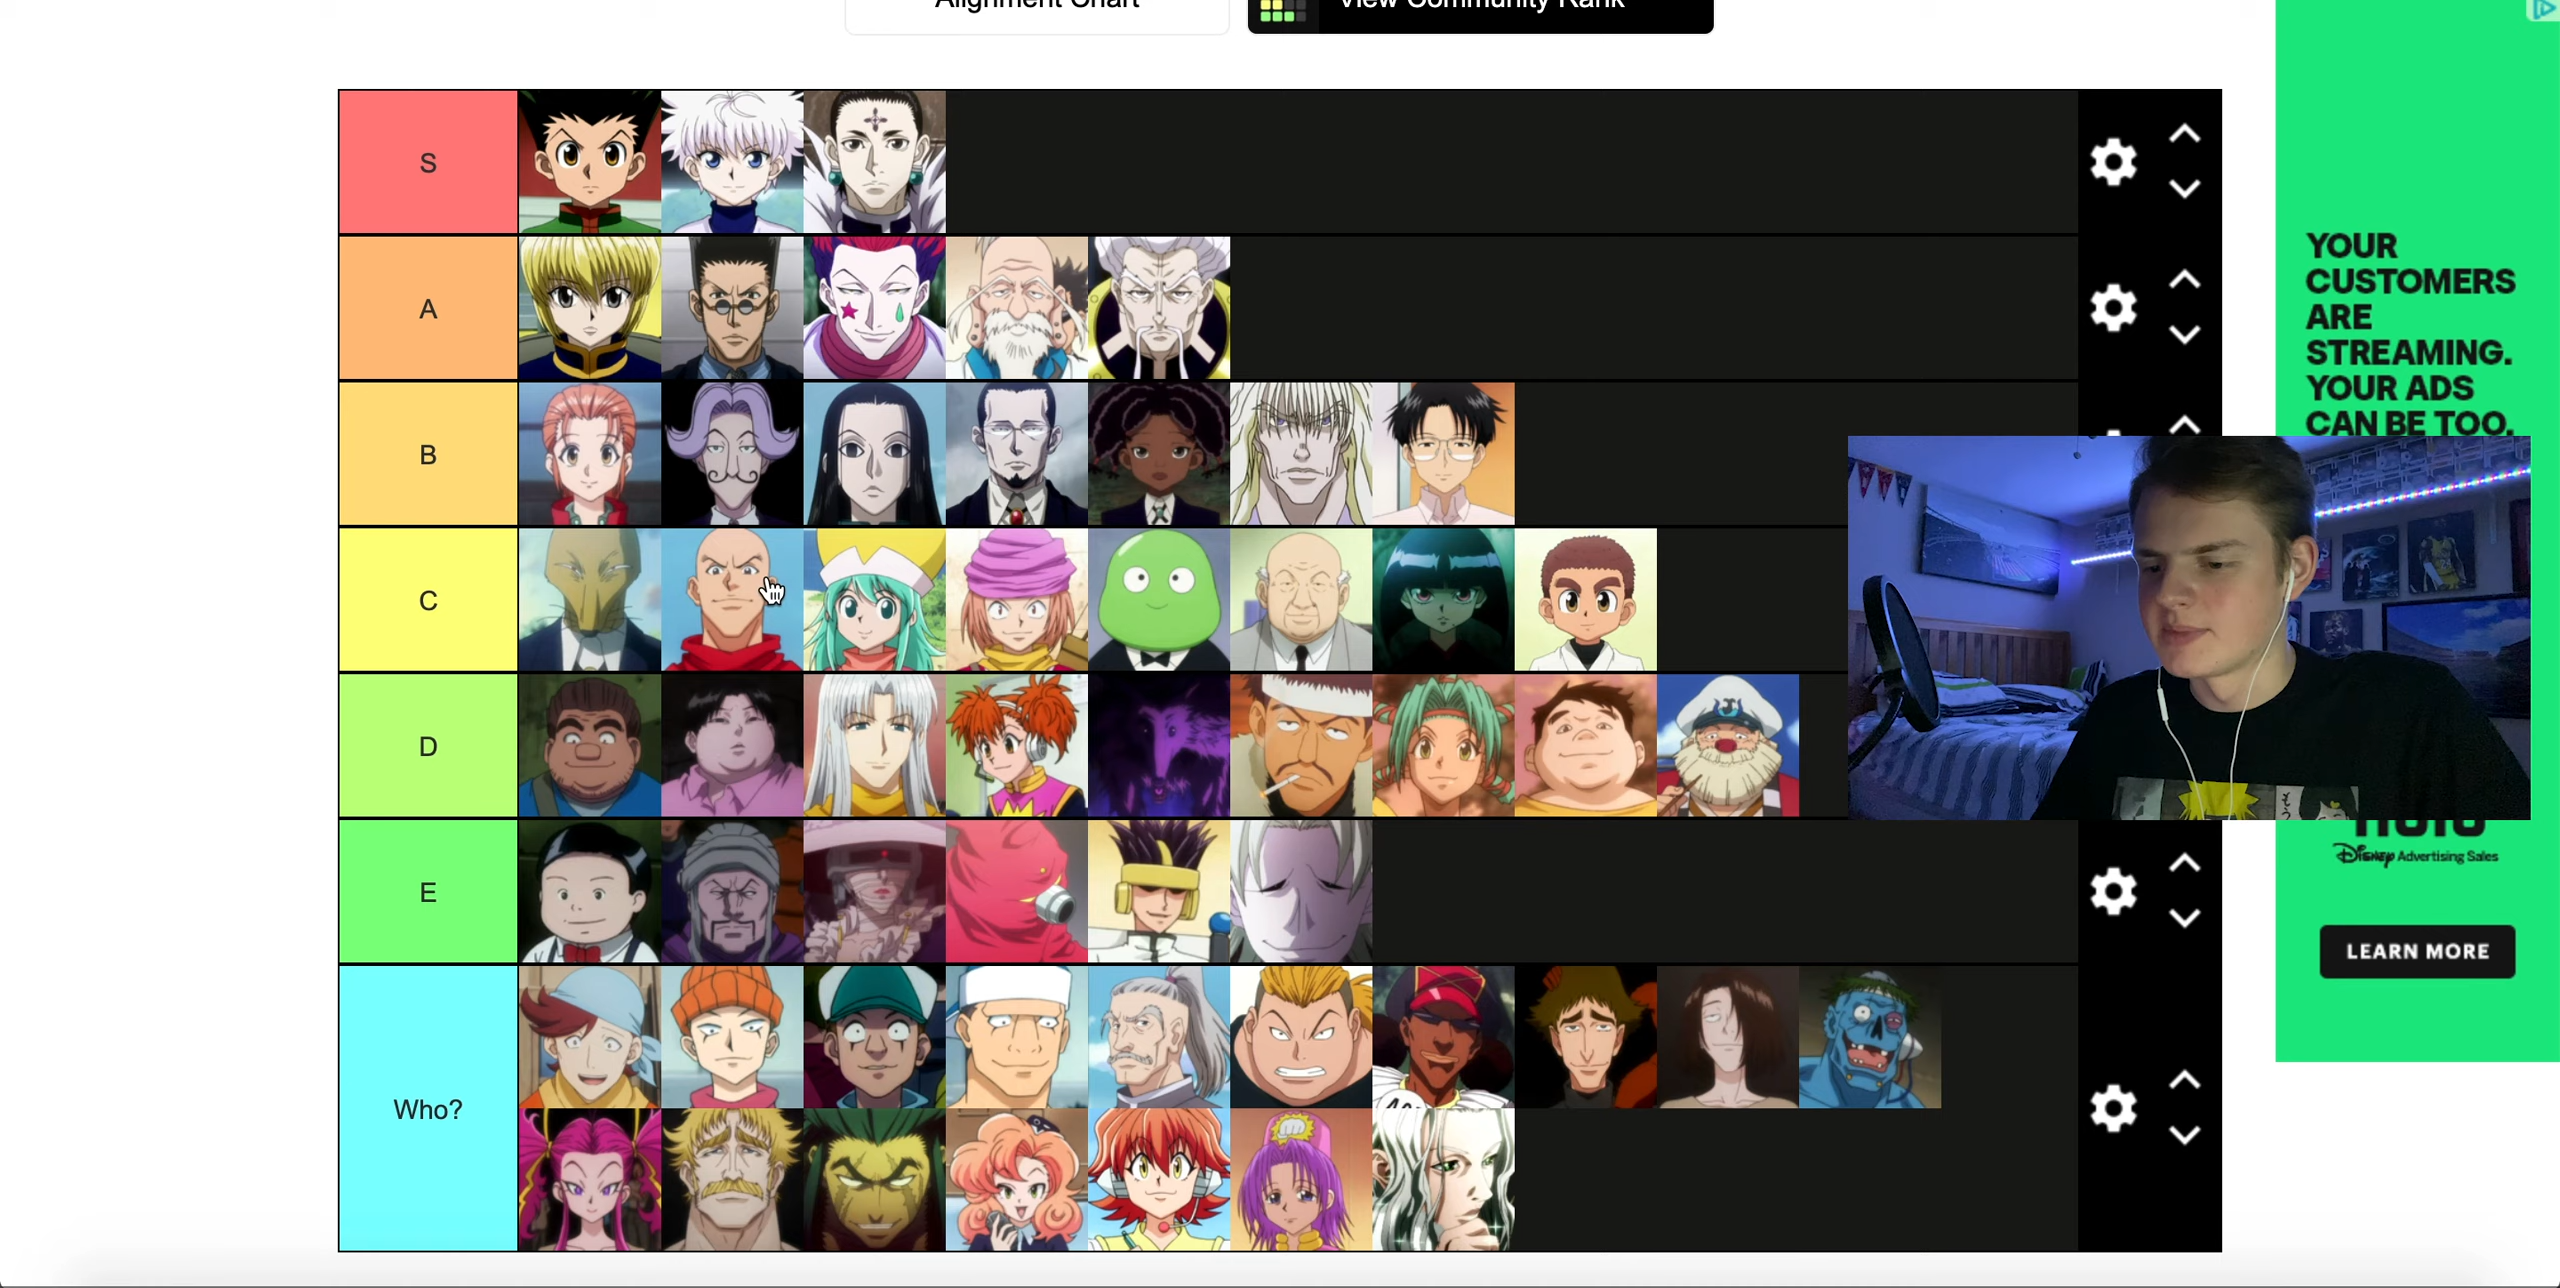 Alignment Chart
View Community Rank
S
A
B
C
D
E
Who?
YOUR
CUSTOMERS
ARE
STREAMING.
YOUR ADS
CAN BE TOO.
hulu
Disney Advertising Sales
LEARN MORE